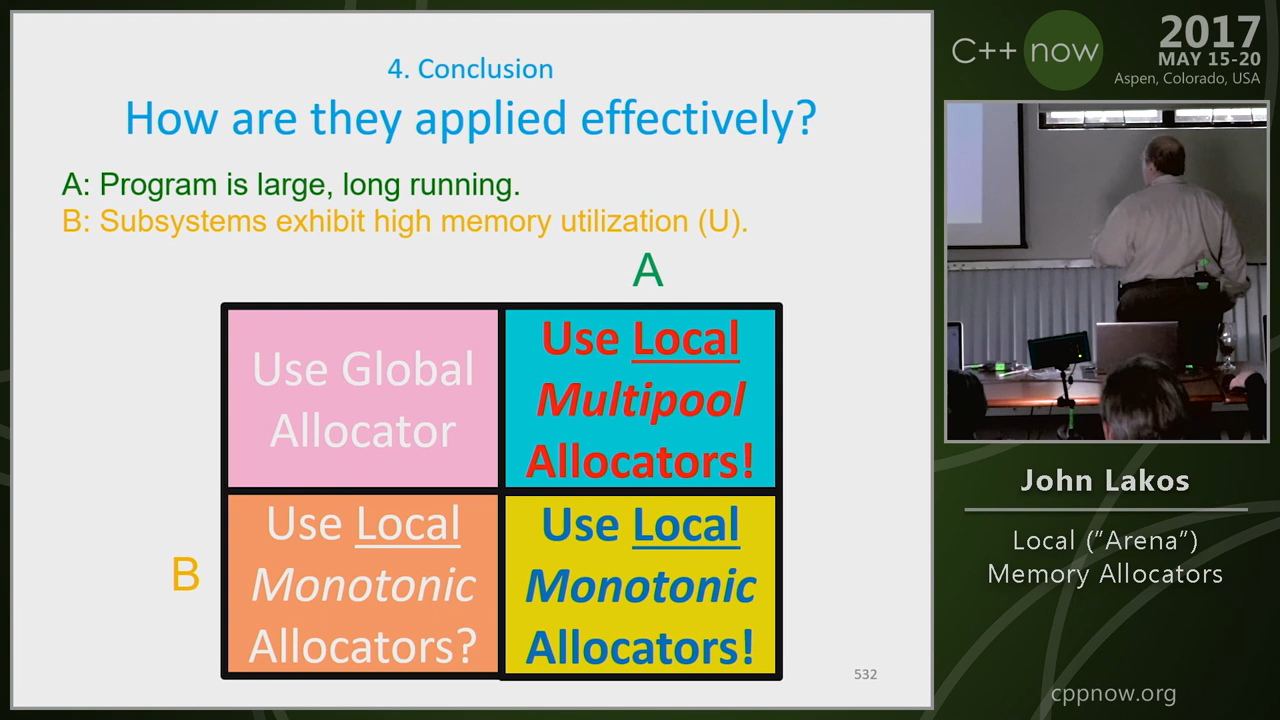 4. Conclusion
How are they applied effectively?
A: Program is large, long running.
B: Subsystems exhibit high memory utilization (U).
A
Use Global
Allocator
Use Local
Multipool
Allocators!
B
Use Local
Monotonic
Allocators?
Use Local
Monotonic
Allocators!
532
C++ now
2017
MAY 15-20
Aspen, Colorado, USA
John Lakos
Local ("Arena")
Memory Allocators
cppnow.org